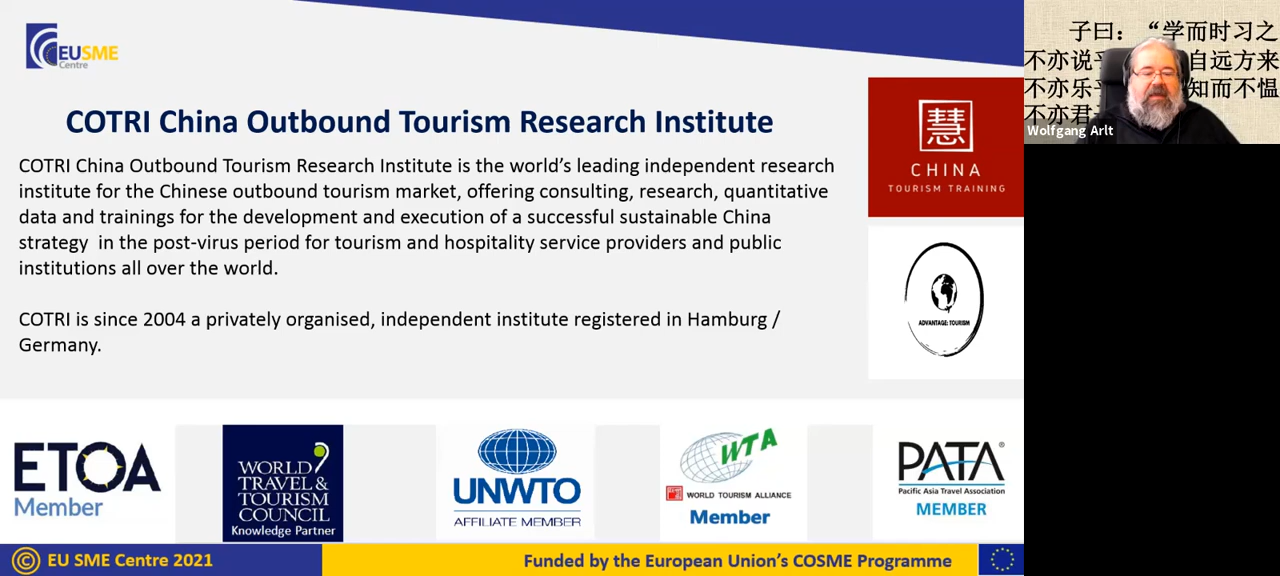 EUSME
Centre
COTRI China Outbound Tourism Research Institute
COTRI China Outbound Tourism Research Institute is the world’s leading independent research
institute for the Chinese outbound tourism market, offering consulting, research, quantitative
data and trainings for the development and execution of a successful sustainable China
strategy in the post-virus period for tourism and hospitality service providers and public
institutions all over the world.
COTRI is since 2004 a privately organised, independent institute registered in Hamburg /
Germany.
慧
CHINA
TOURISM TRAINING
ADVANTAGE: TOURISM
ETOA
Member
WORLD
TRAVEL &
TOURISM
COUNCIL
Knowledge Partner
UNWTO
AFFILIATE MEMBER
WTA
WORLD TOURISM ALLIANCE
Member
PATA®
Pacific Asia Travel Association
MEMBER
© EU SME Centre 2021
Funded by the European Union’s COSME Programme
子曰：“学而时习之
不亦说 自远方来
不亦乐 知而不愠
不亦君
Wolfgang Arlt